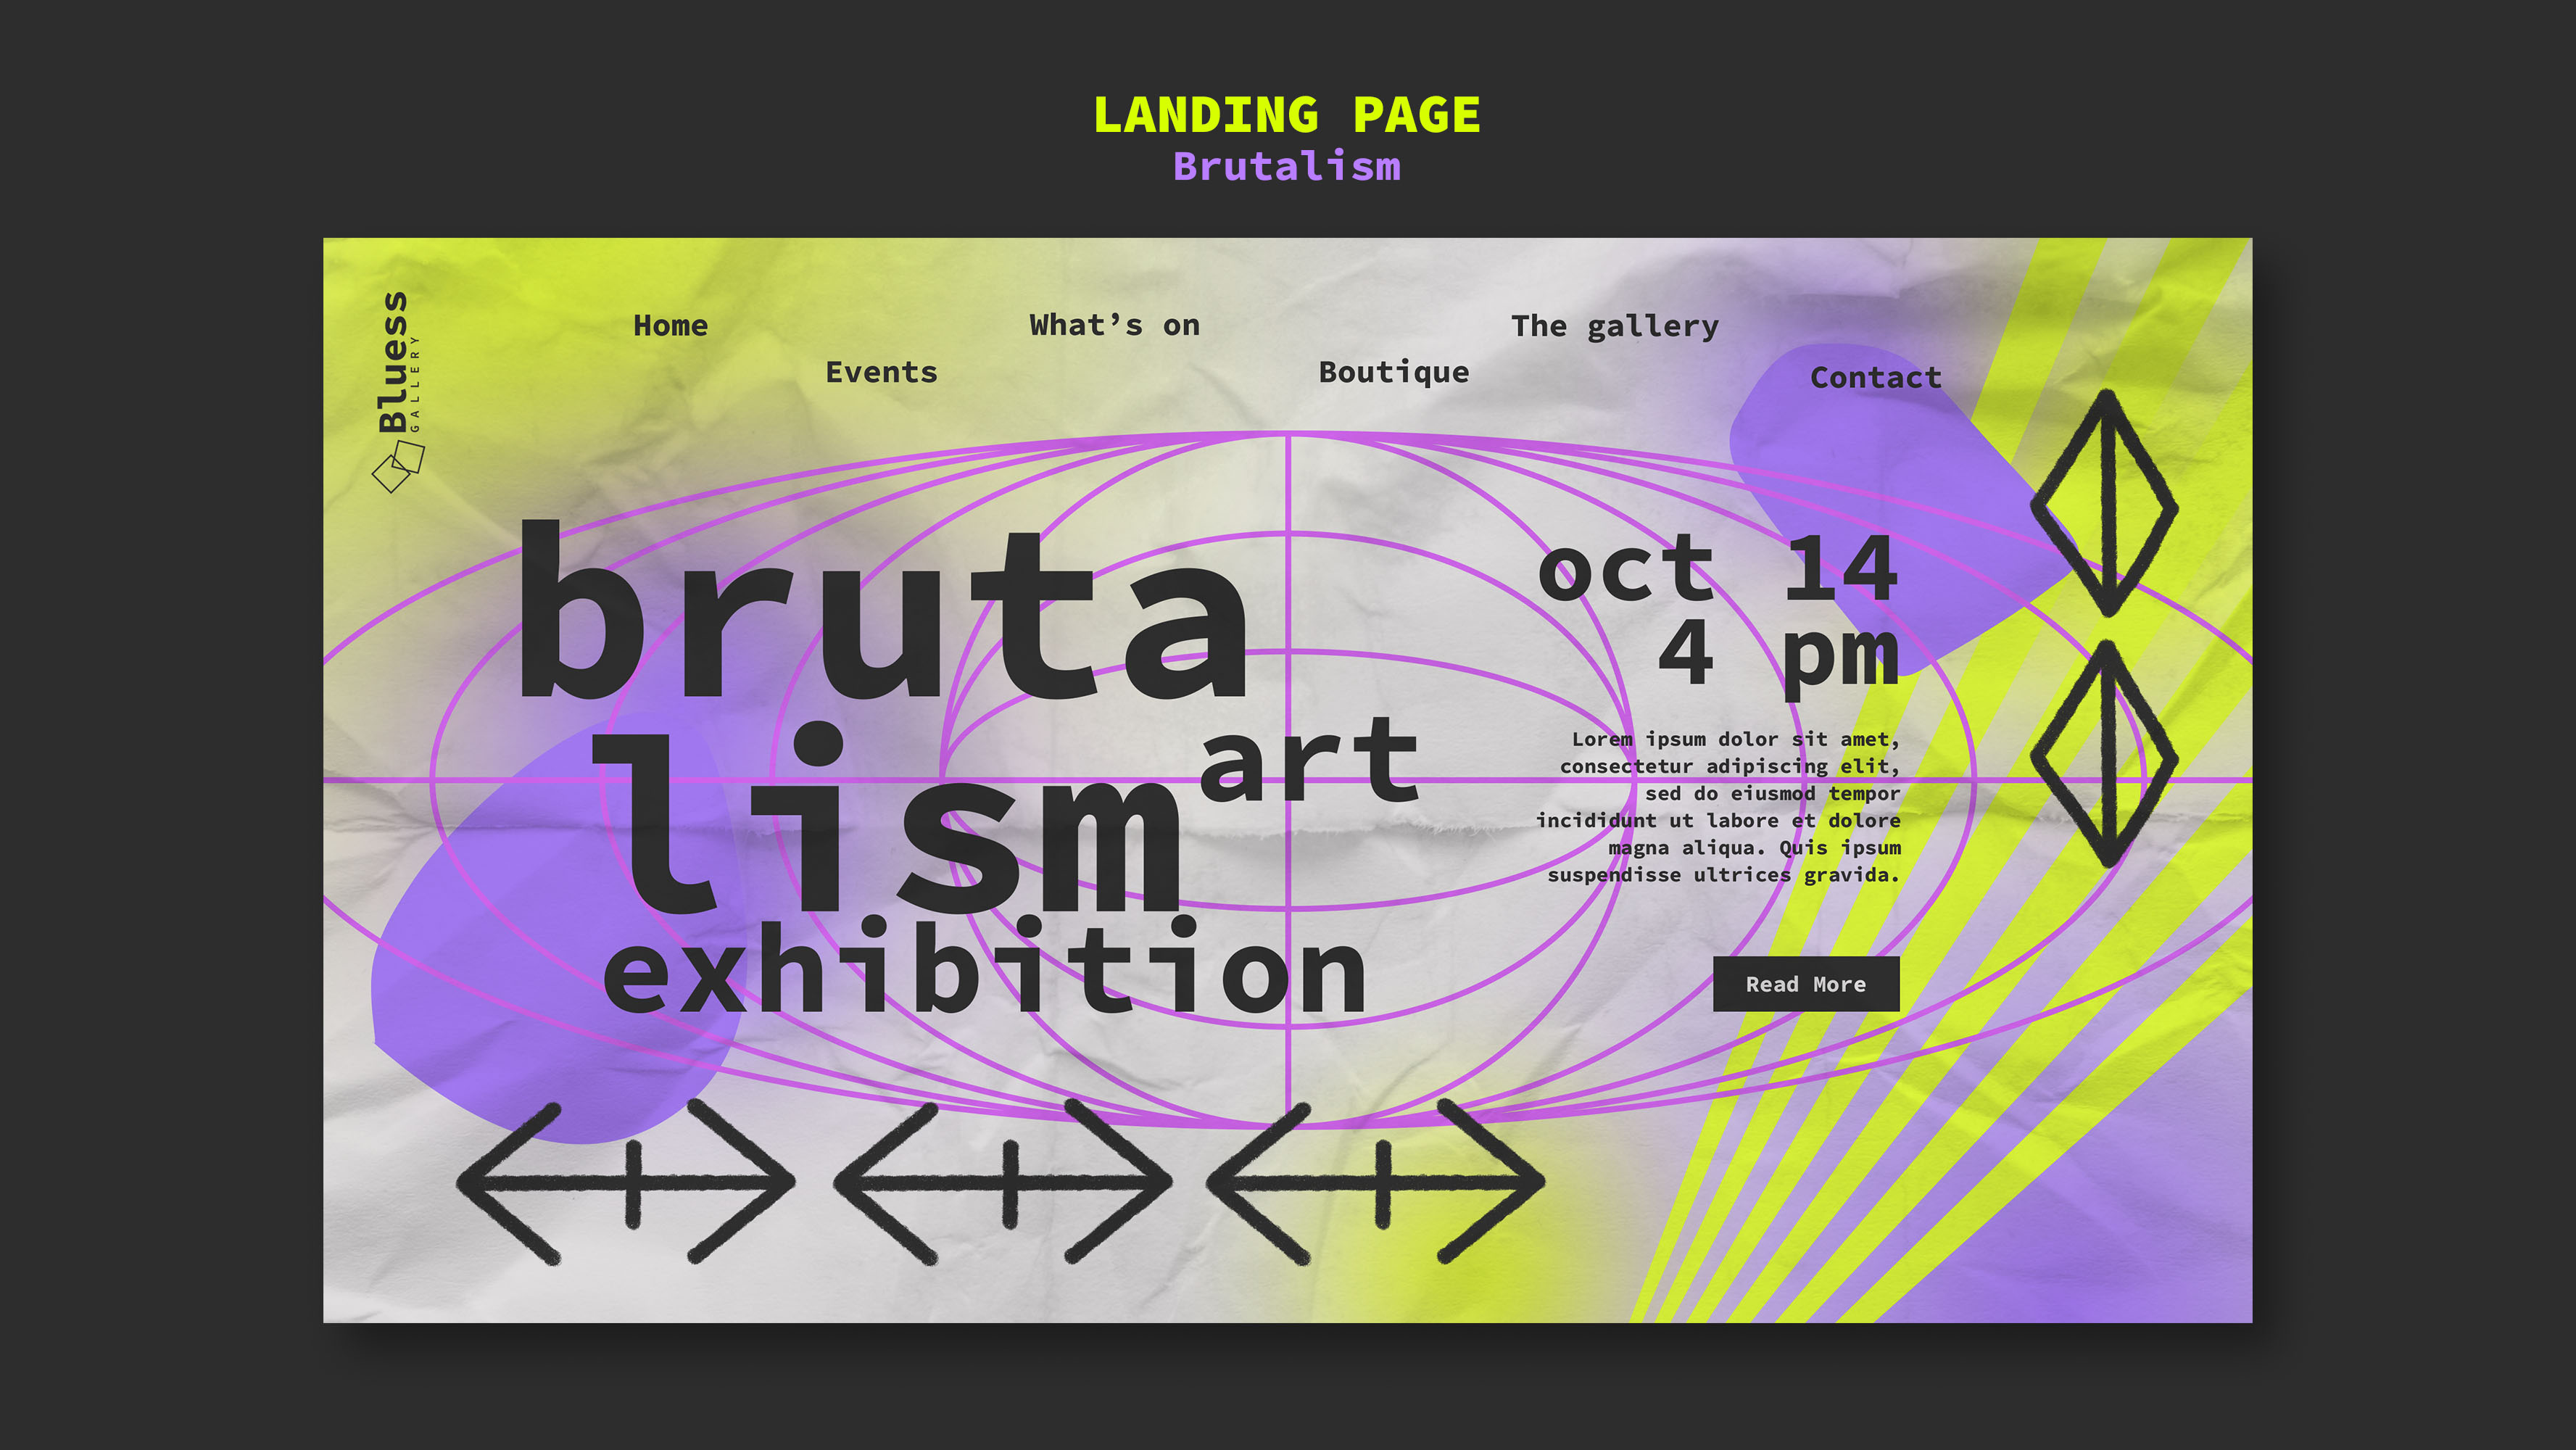 LANDING PAGE
Brutalism
Bluess
GALLERY
Home
What’s on
The gallery
Events
Boutique
Contact
bruta
lism
art
exhibition
oct 14
4 pm
Lorem ipsum dolor sit amet,
consectetur adipiscing elit,
sed do eiusmod tempor
incididunt ut labore et dolore
magna aliqua. Quis ipsum
suspendisse ultrices gravida.
Read More